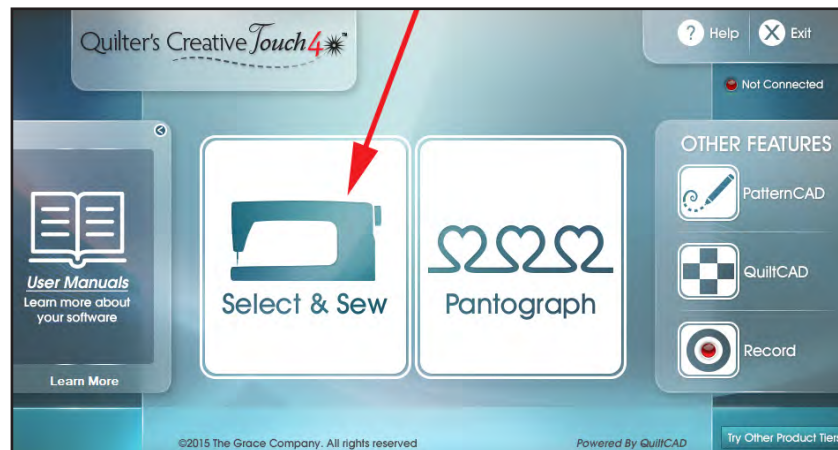 Quilter's Creative Touch 4™
Help
Exit
Not Connected
User Manuals
Learn more about
your software
Learn More
Select & Sew
Pantograph
OTHER FEATURES
PatternCAD
QuiltCAD
Record
©2015 The Grace Company. All rights reserved
Powered By QuiltCAD
Try Other Product Tiers